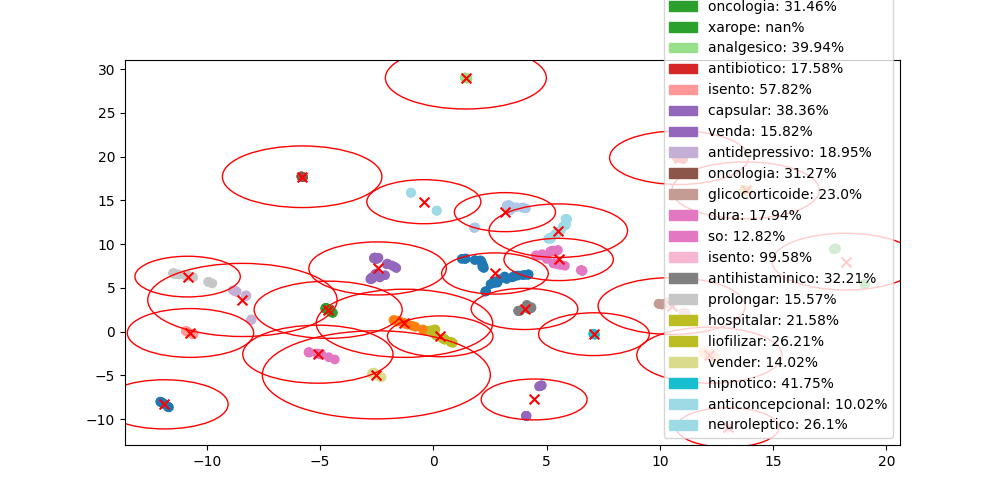 oncologia: 31.46%
xarope: nan%
analgesico: 39.94%
antibiotico: 17.58%
isento: 57.82%
capsular: 38.36%
venda: 15.82%
antidepressivo: 18.95%
oncologia: 31.27%
glicocorticoide: 23.0%
dura: 17.94%
so: 12.82%
isento: 99.58%
antihistaminico: 32.21%
prolongar: 15.57%
hospitalar: 21.58%
liofilizar: 26.21%
vender: 14.02%
hipnotico: 41.75%
anticoncepcional: 10.02%
neuroleptico: 26.1%
30
25
20
15
10
5
0
−5
−10
−10 −5 0 5 10 15 20